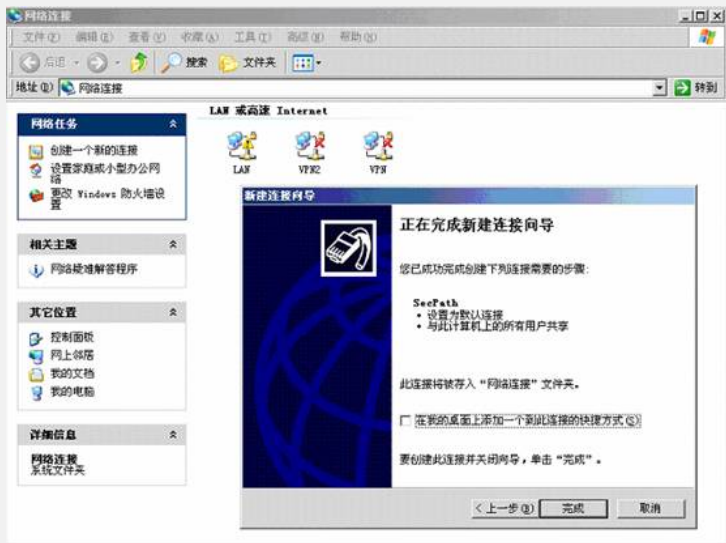 网络连接
文件(F) 编辑(E) 查看(V) 收藏(A) 工具(T) 高级(N) 帮助(H)
后退 搜索 文件夹
地址(D) 网络连接 转到
网络任务
创建一个新的连接
设置家庭或小型办公网
络
更改 Windows 防火墙设
置
相关主题
网络疑难解答程序
其它位置
控制面板
网上邻居
我的文档
我的电脑
详细信息
网络连接
系统文件夹
LAN 或高速 Internet
LAN VPN2 VPN
新建连接向导
正在完成新建连接向导
您已成功完成创建下列连接需要的步骤:
SecPath
• 设置为默认连接
• 与此计算机上的所有用户共享
此连接将被存入“网络连接”文件夹。
在我的桌面上添加一个到此连接的快捷方式(S)
要创建此连接并关闭向导，单击“完成”。
<上一步(B) 完成 取消